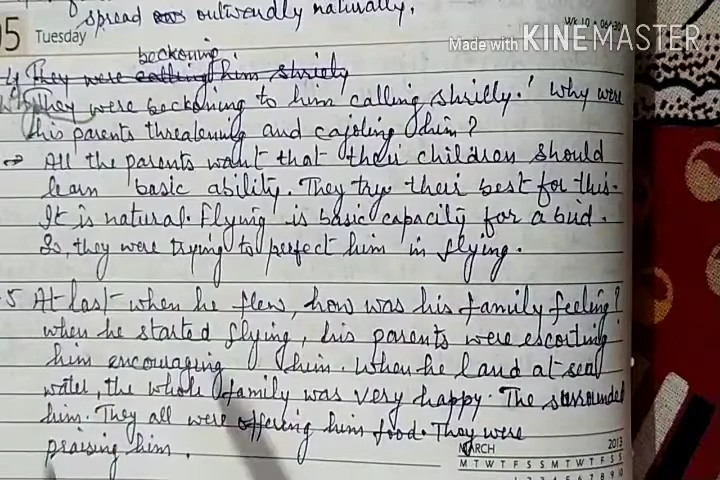 spread outwardly naturally.
05 Tuesday
Wk 10 • 06
beckoning
They were calling him shrilly
They were beckoning to him calling shrilly.' Why were
his parents threatening and cajoling him?
⇒ All the parents want that their children should
learn basic ability. They try their best for this.
It is natural. Flying is basic capacity for a bird.
So, they were trying to perfect him in flying.
5 At last when he flew, how was his family feeling?
when he started flying, his parents were escorting
him encouraging him. When he land at sea
water, the whole family was very happy. The surrounded
him. They all were offering him food. They were
praising him.
MARCH 2013
M T W T F S S M T W T F S S
Made with KINEMASTER